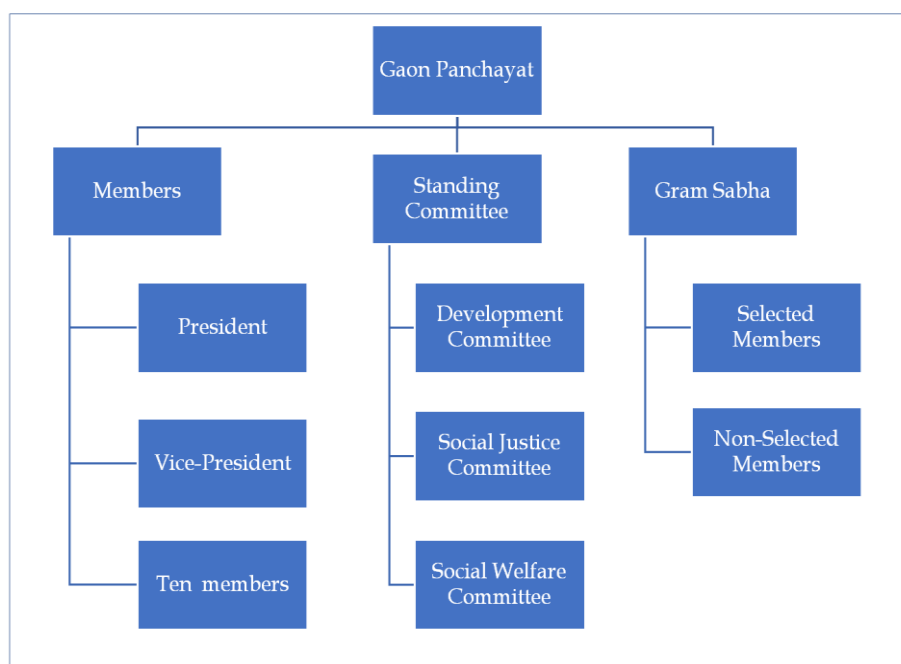 Gaon Panchayat
Members
Standing
Committee
Gram Sabha
President
Development
Committee
Selected
Members
Vice-President
Social Justice
Committee
Non-Selected
Members
Ten members
Social Welfare
Committee